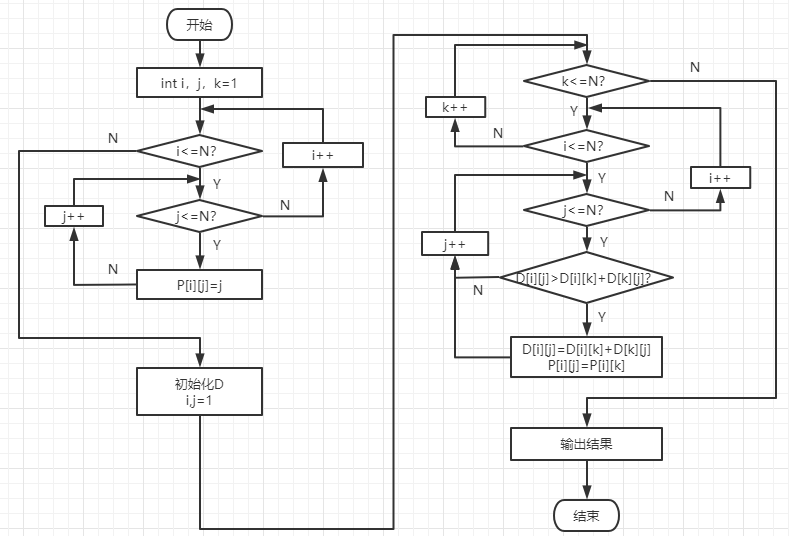 开始
int i，j，k=1
N
i<=N?
i++
Y
j++
j<=N?
N
Y
N
P[i][j]=j
初始化D
i,j=1
k<=N?
N
k++
Y
N
i<=N?
Y
i++
j<=N?
N
j++
Y
D[i][j]>D[i][k]+D[k][j]?
N
Y
D[i][j]=D[i][k]+D[k][j]
P[i][j]=P[i][k]
输出结果
结束